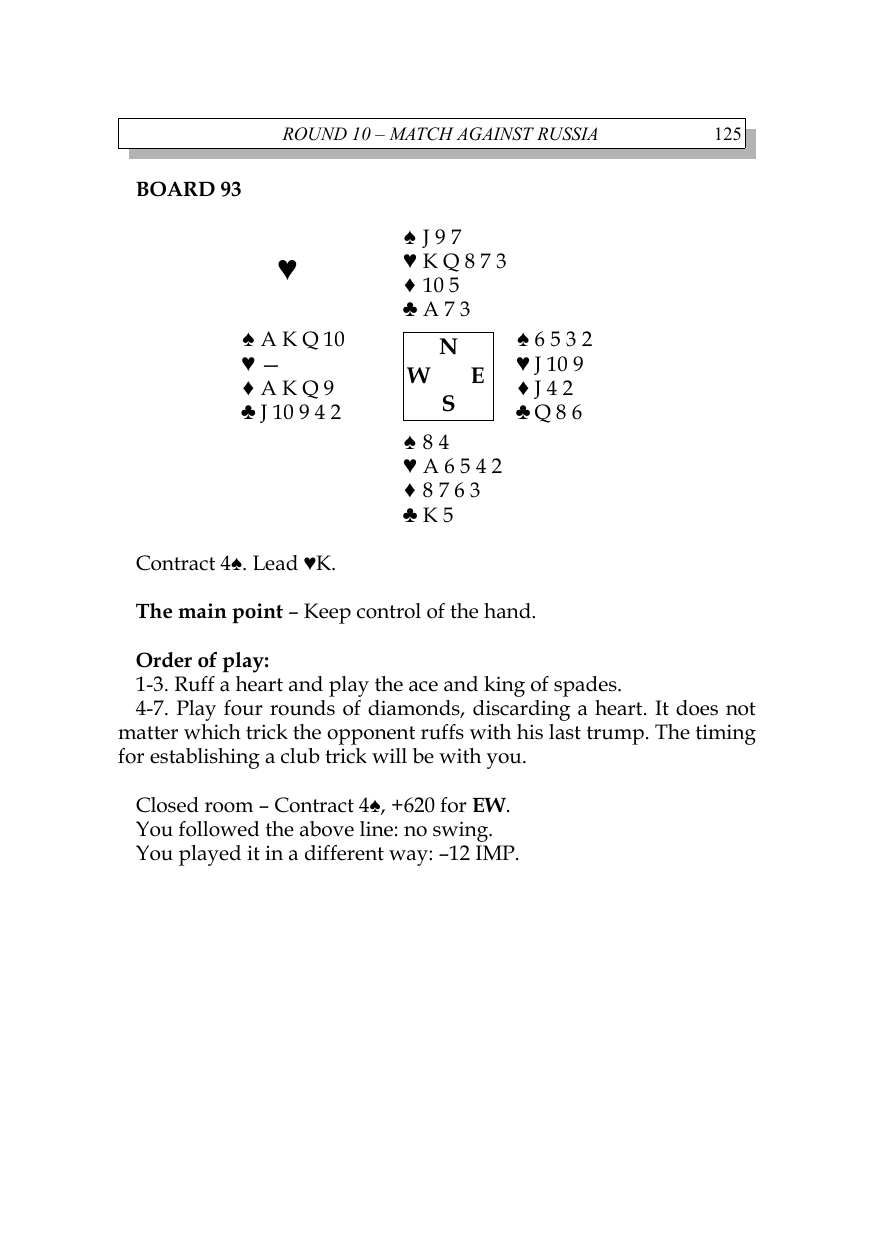 ROUND 10 – MATCH AGAINST RUSSIA 125
BOARD 93
♠ J 9 7
♥
♥ K Q 8 7 3
♦ 10 5
♣ A 7 3
♠ A K Q 10
♥ —
♦ A K Q 9
♣ J 10 9 4 2
N
W E
S
♠ 6 5 3 2
♥ J 10 9
♦ J 4 2
♣ Q 8 6
♠ 8 4
♥ A 6 5 4 2
♦ 8 7 6 3
♣ K 5
Contract 4♠. Lead ♥K.
The main point – Keep control of the hand.
Order of play:
1-3. Ruff a heart and play the ace and king of spades.
4-7. Play four rounds of diamonds, discarding a heart. It does not
matter which trick the opponent ruffs with his last trump. The timing
for establishing a club trick will be with you.
Closed room – Contract 4♠, +620 for EW.
You followed the above line: no swing.
You played it in a different way: –12 IMP.